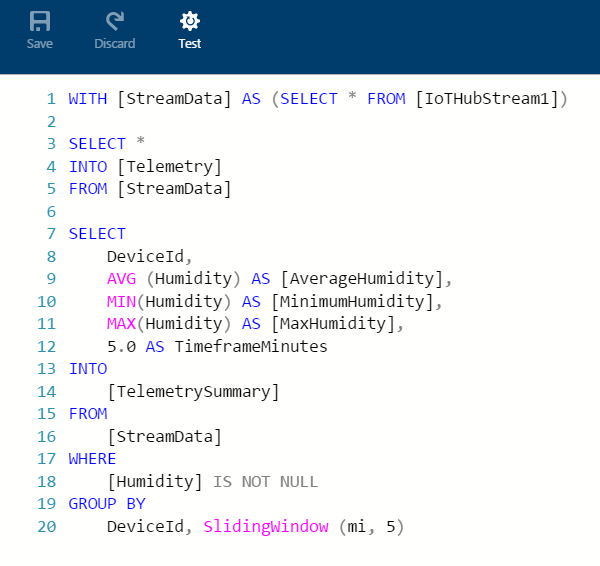 Save Discard Test
1 WITH [StreamData] AS (SELECT * FROM [IoTHubStream1])
2
3 SELECT *
4 INTO [Telemetry]
5 FROM [StreamData]
6
7 SELECT
8 DeviceId,
9 AVG (Humidity) AS [AverageHumidity],
10 MIN(Humidity) AS [MinimumHumidity],
11 MAX(Humidity) AS [MaxHumidity],
12 5.0 AS TimeframeMinutes
13 INTO
14 [TelemetrySummary]
15 FROM
16 [StreamData]
17 WHERE
18 [Humidity] IS NOT NULL
19 GROUP BY
20 DeviceId, SlidingWindow (mi, 5)